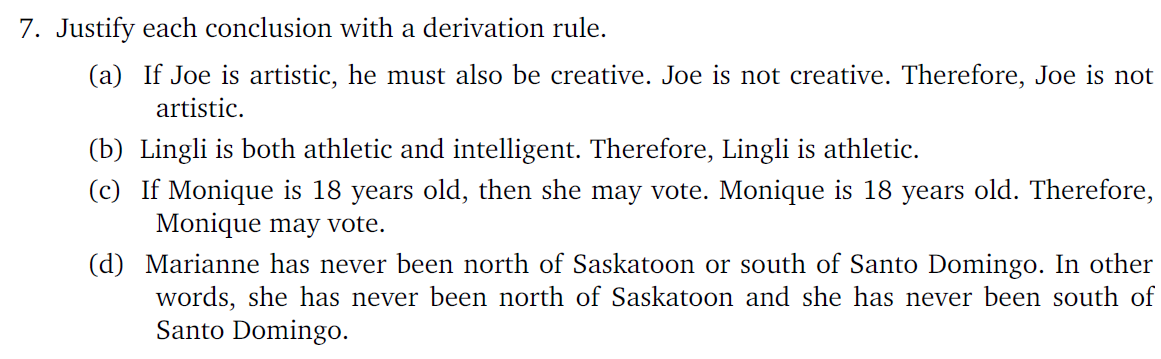 7. Justify each conclusion with a derivation rule.
(a) If Joe is artistic, he must also be creative. Joe is not creative. Therefore, Joe is not
artistic.
(b) Lingli is both athletic and intelligent. Therefore, Lingli is athletic.
(c) If Monique is 18 years old, then she may vote. Monique is 18 years old. Therefore,
Monique may vote.
(d) Marianne has never been north of Saskatoon or south of Santo Domingo. In other
words, she has never been north of Saskatoon and she has never been south of
Santo Domingo.